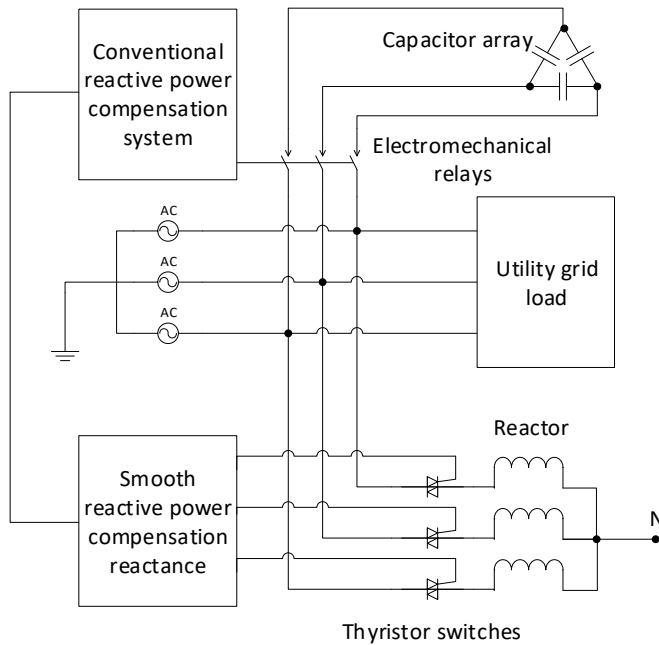 Conventional
reactive power
compensation
system
Capacitor array
Electromechanical
relays
AC
AC
AC
Utility grid
load
Smooth
reactive power
compensation
reactance
Reactor
N
Thyristor switches